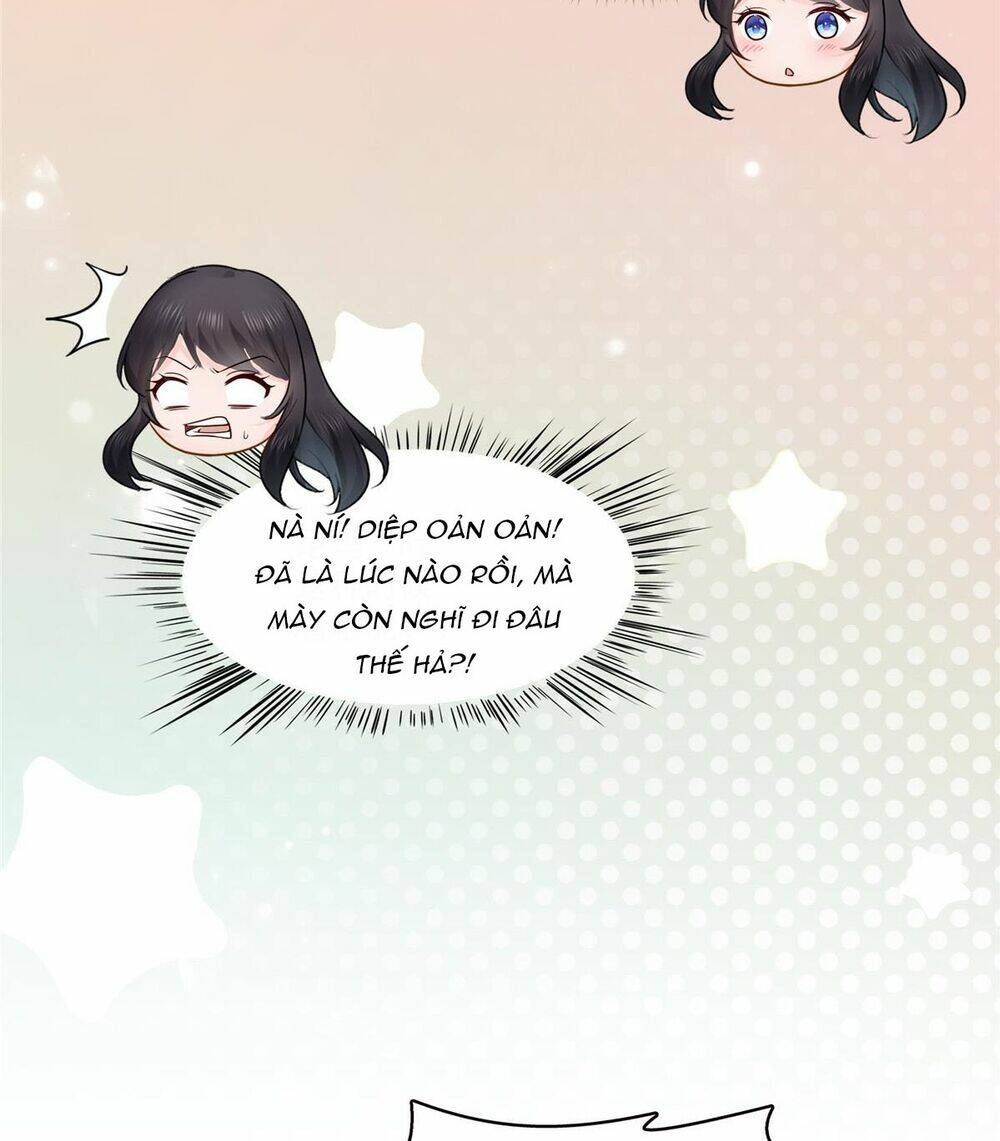 NÀ NÍ! DIỆP OẢN OẢN!
ĐÃ LÀ LÚC NÀO RỒI, MÀ
MÀY CÒN NGHĨ ĐI ĐÂU
THẾ HẢ?!